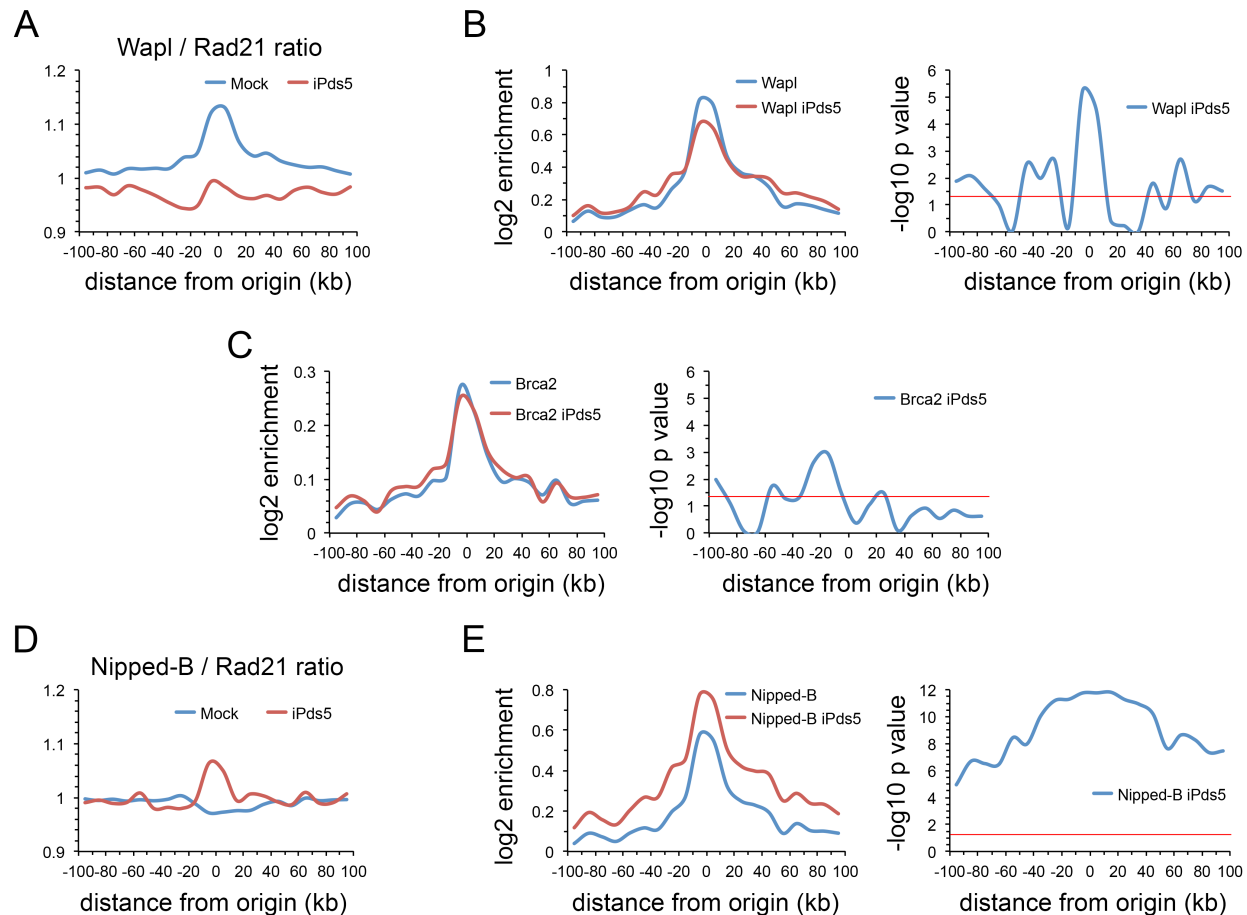 A
Wapl / Rad21 ratio
1.2
1.1
1
0.9
Mock
iPds5
-100 -80 -60 -40 -20 0 20 40 60 80 100
distance from origin (kb)
B
log2 enrichment
1
0.8
0.6
0.4
0.2
0
Wapl
Wapl iPds5
-100 -80 -60 -40 -20 0 20 40 60 80 100
distance from origin (kb)
-log10 p value
6
5
4
3
2
1
0
Wapl iPds5
-100 -80 -60 -40 -20 0 20 40 60 80 100
distance from origin (kb)
C
log2 enrichment
0.3
0.2
0.1
0
Brca2
Brca2 iPds5
-100 -80 -60 -40 -20 0 20 40 60 80 100
distance from origin (kb)
-log10 p value
6
5
4
3
2
1
0
Brca2 iPds5
-100 -80 -60 -40 -20 0 20 40 60 80 100
distance from origin (kb)
D
Nipped-B / Rad21 ratio
1.2
1.1
1
0.9
Mock
iPds5
-100 -80 -60 -40 -20 0 20 40 60 80 100
distance from origin (kb)
E
log2 enrichment
0.8
0.6
0.4
0.2
0
Nipped-B
Nipped-B iPds5
-100 -80 -60 -40 -20 0 20 40 60 80 100
distance from origin (kb)
-log10 p value
12
10
8
6
4
2
0
Nipped-B iPds5
-100 -80 -60 -40 -20 0 20 40 60 80 100
distance from origin (kb)